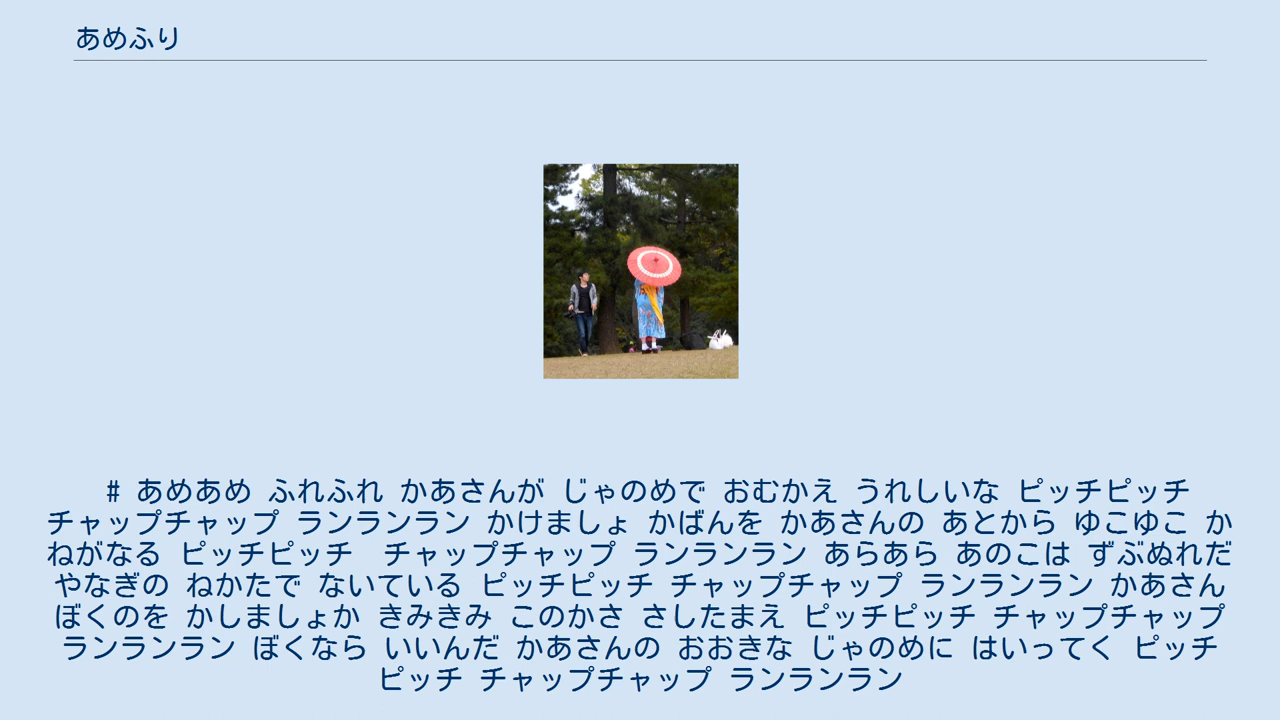 あめふり
# あめあめ ふれふれ かあさんが じゃのめで おむかえ うれしいな ピッチピッチ
チャップチャップ ランランラン かけましょ かばんを かあさんの あとから ゆこゆこ か
ねがなる ピッチピッチ　チャップチャップ ランランラン あらあら あのこは ずぶぬれだ
やなぎの ねかたで ないている ピッチピッチ チャップチャップ ランランラン かあさん
ぼくのを かしましょか きみきみ このかさ さしたまえ ピッチピッチ チャップチャップ
ランランラン ぼくなら いいんだ かあさんの おおきな じゃのめに はいってく ピッチ
ピッチ チャップチャップ ランランラン